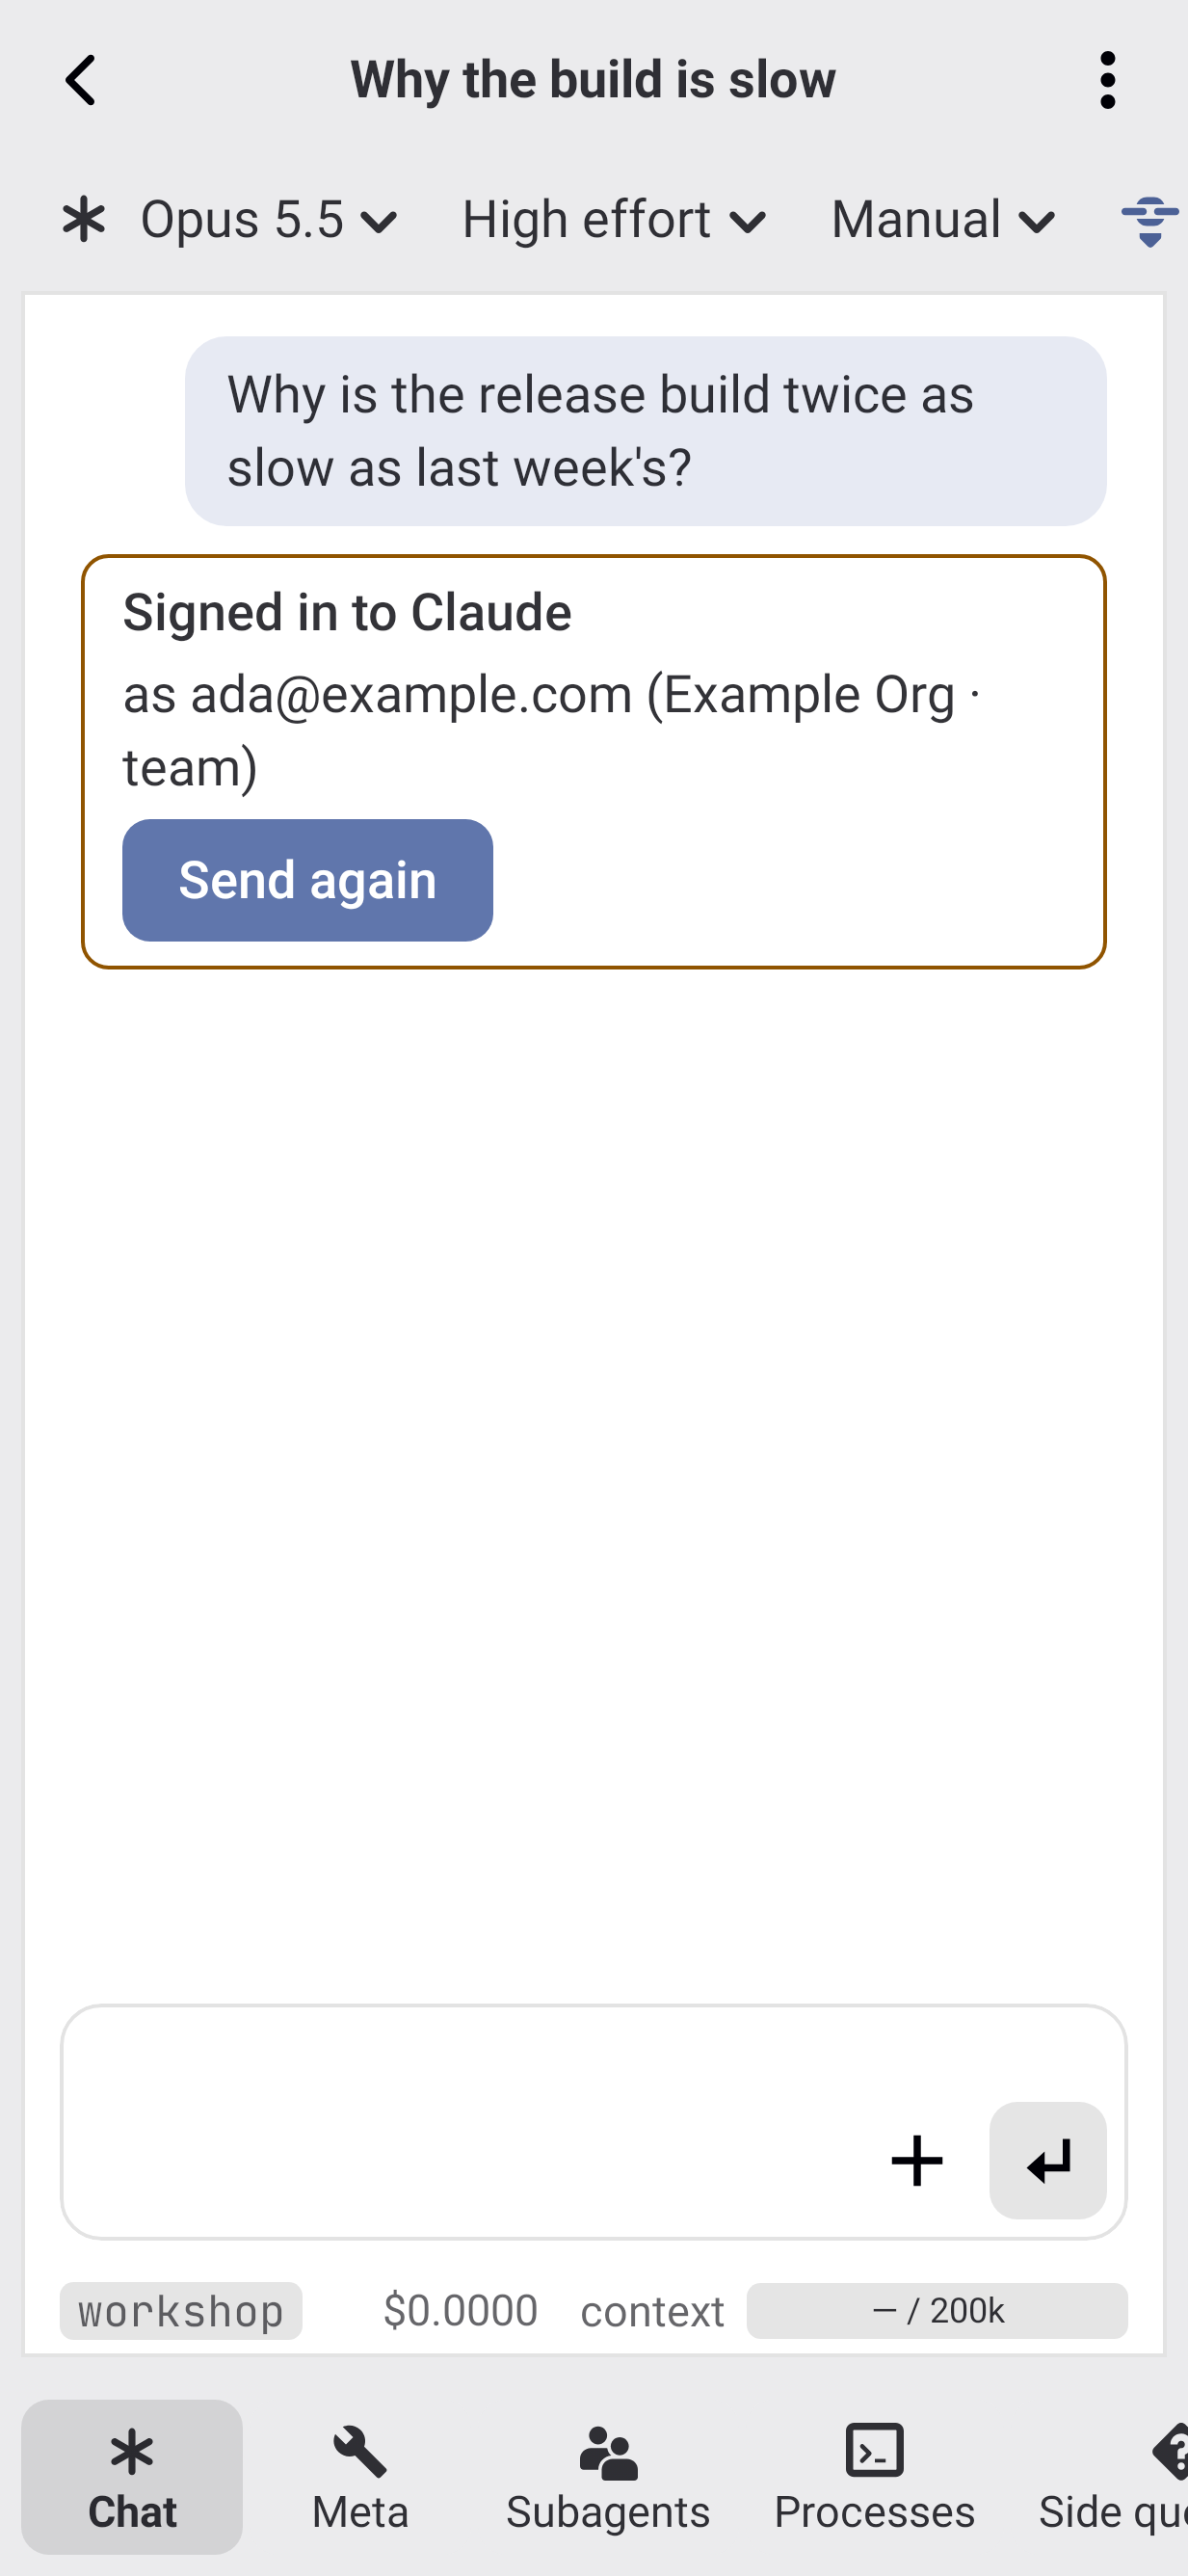 Why the build is slow
Opus 5.5 High effort Manual
Why is the release build twice as
slow as last week's?
Signed in to Claude
as ada@example.com (Example Org ·
team)
Send again
workshop $0.0000 context — / 200k
Chat Meta Subagents Processes Side